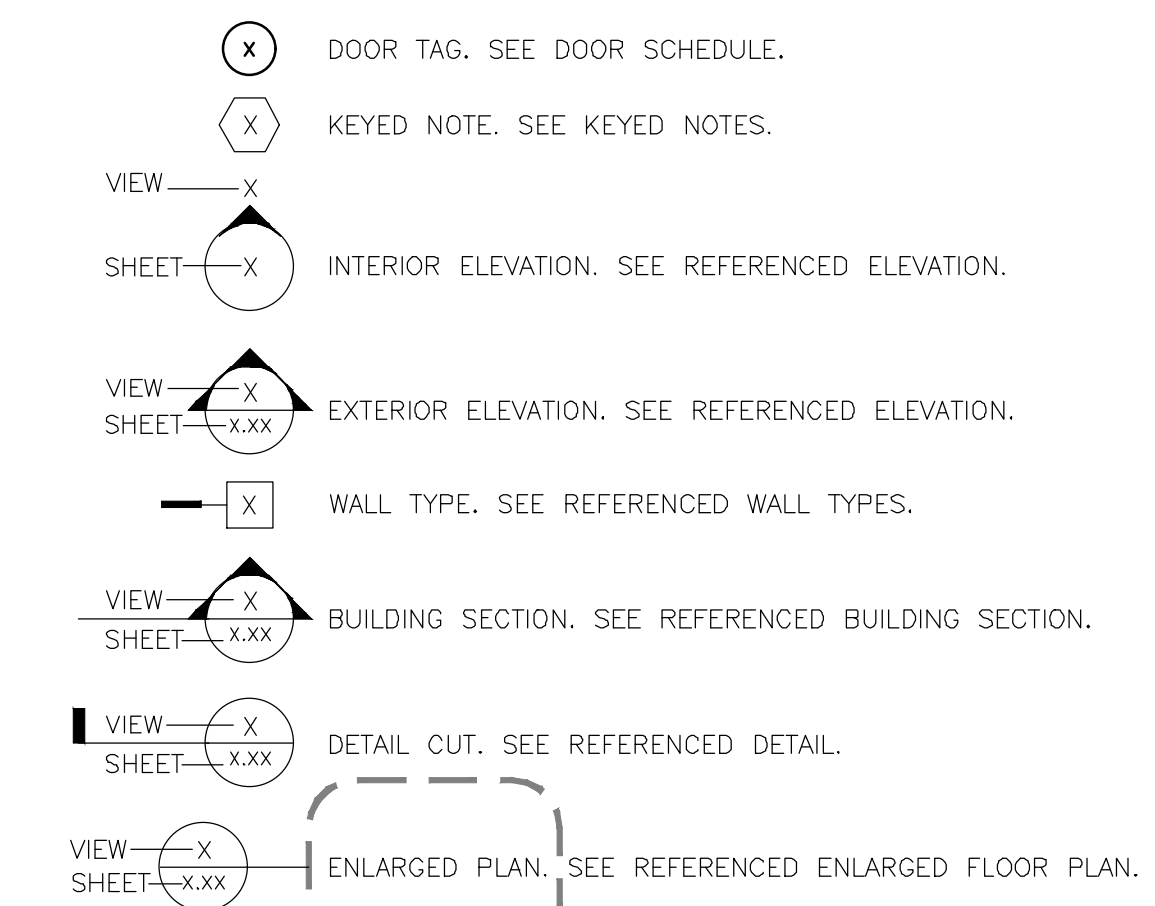 X DOOR TAG. SEE DOOR SCHEDULE.
X KEYED NOTE. SEE KEYED NOTES.
VIEW X
SHEET X INTERIOR ELEVATION. SEE REFERENCED ELEVATION.
VIEW X
SHEET X.XX EXTERIOR ELEVATION. SEE REFERENCED ELEVATION.
X WALL TYPE. SEE REFERENCED WALL TYPES.
VIEW X
SHEET X.XX BUILDING SECTION. SEE REFERENCED BUILDING SECTION.
VIEW X
SHEET X.XX DETAIL CUT. SEE REFERENCED DETAIL.
VIEW X
SHEET X.XX ENLARGED PLAN. SEE REFERENCED ENLARGED FLOOR PLAN.